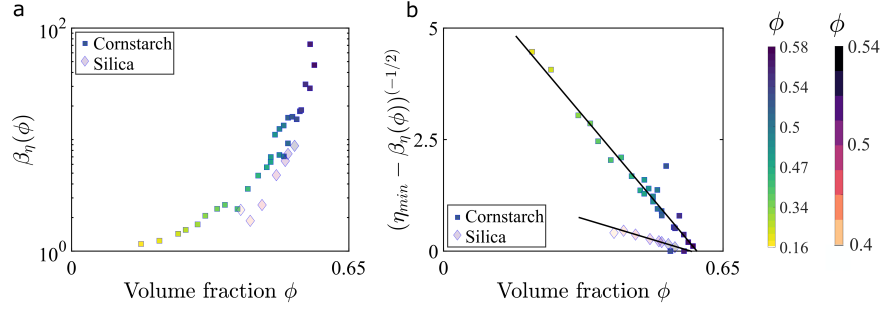 a
10²
10¹
10⁰
β_η(ϕ)
Cornstarch
Silica
0
0.65
Volume fraction ϕ
b
5
2.5
0
(η_min − β_η(ϕ))^(−1/2)
Cornstarch
Silica
0
0.65
Volume fraction ϕ
ϕ
0.58
0.54
0.5
0.47
0.34
0.16
ϕ
0.54
0.5
0.4